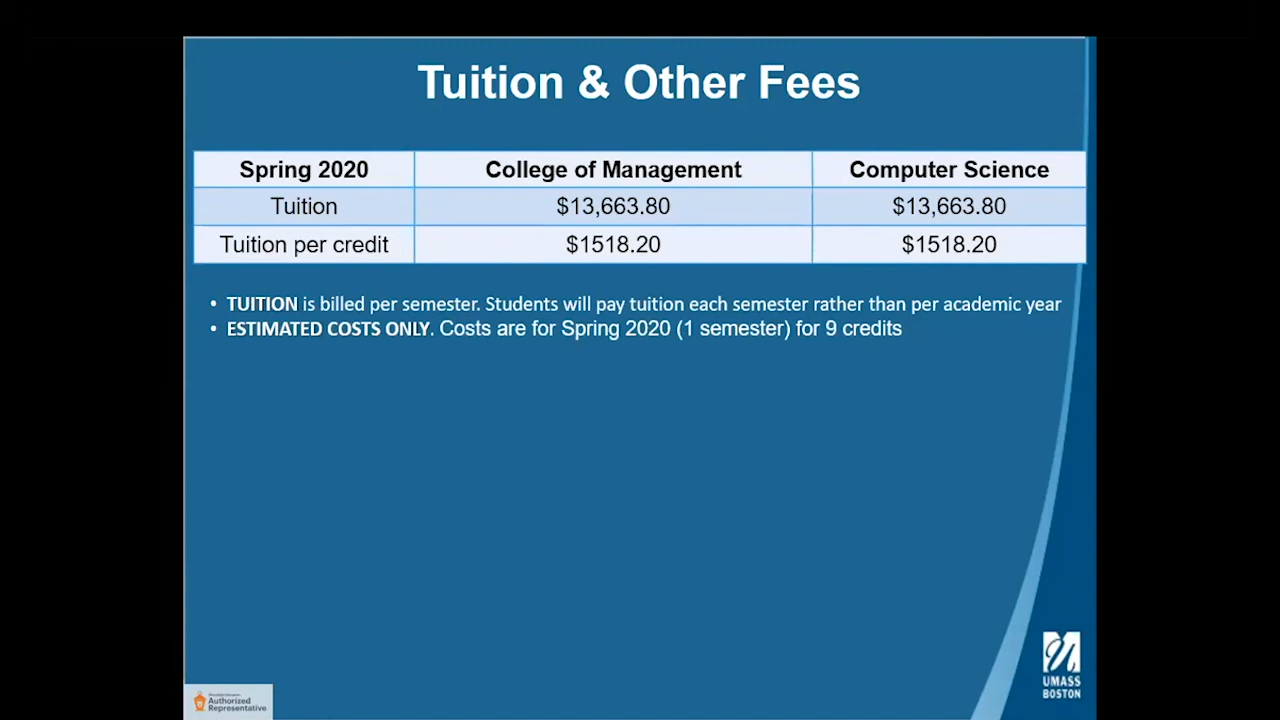 Tuition & Other Fees
Spring 2020 College of Management Computer Science
Tuition $13,663.80 $13,663.80
Tuition per credit $1518.20 $1518.20
• TUITION is billed per semester. Students will pay tuition each semester rather than per academic year
• ESTIMATED COSTS ONLY. Costs are for Spring 2020 (1 semester) for 9 credits
UMASS
BOSTON
Authorized
Representative